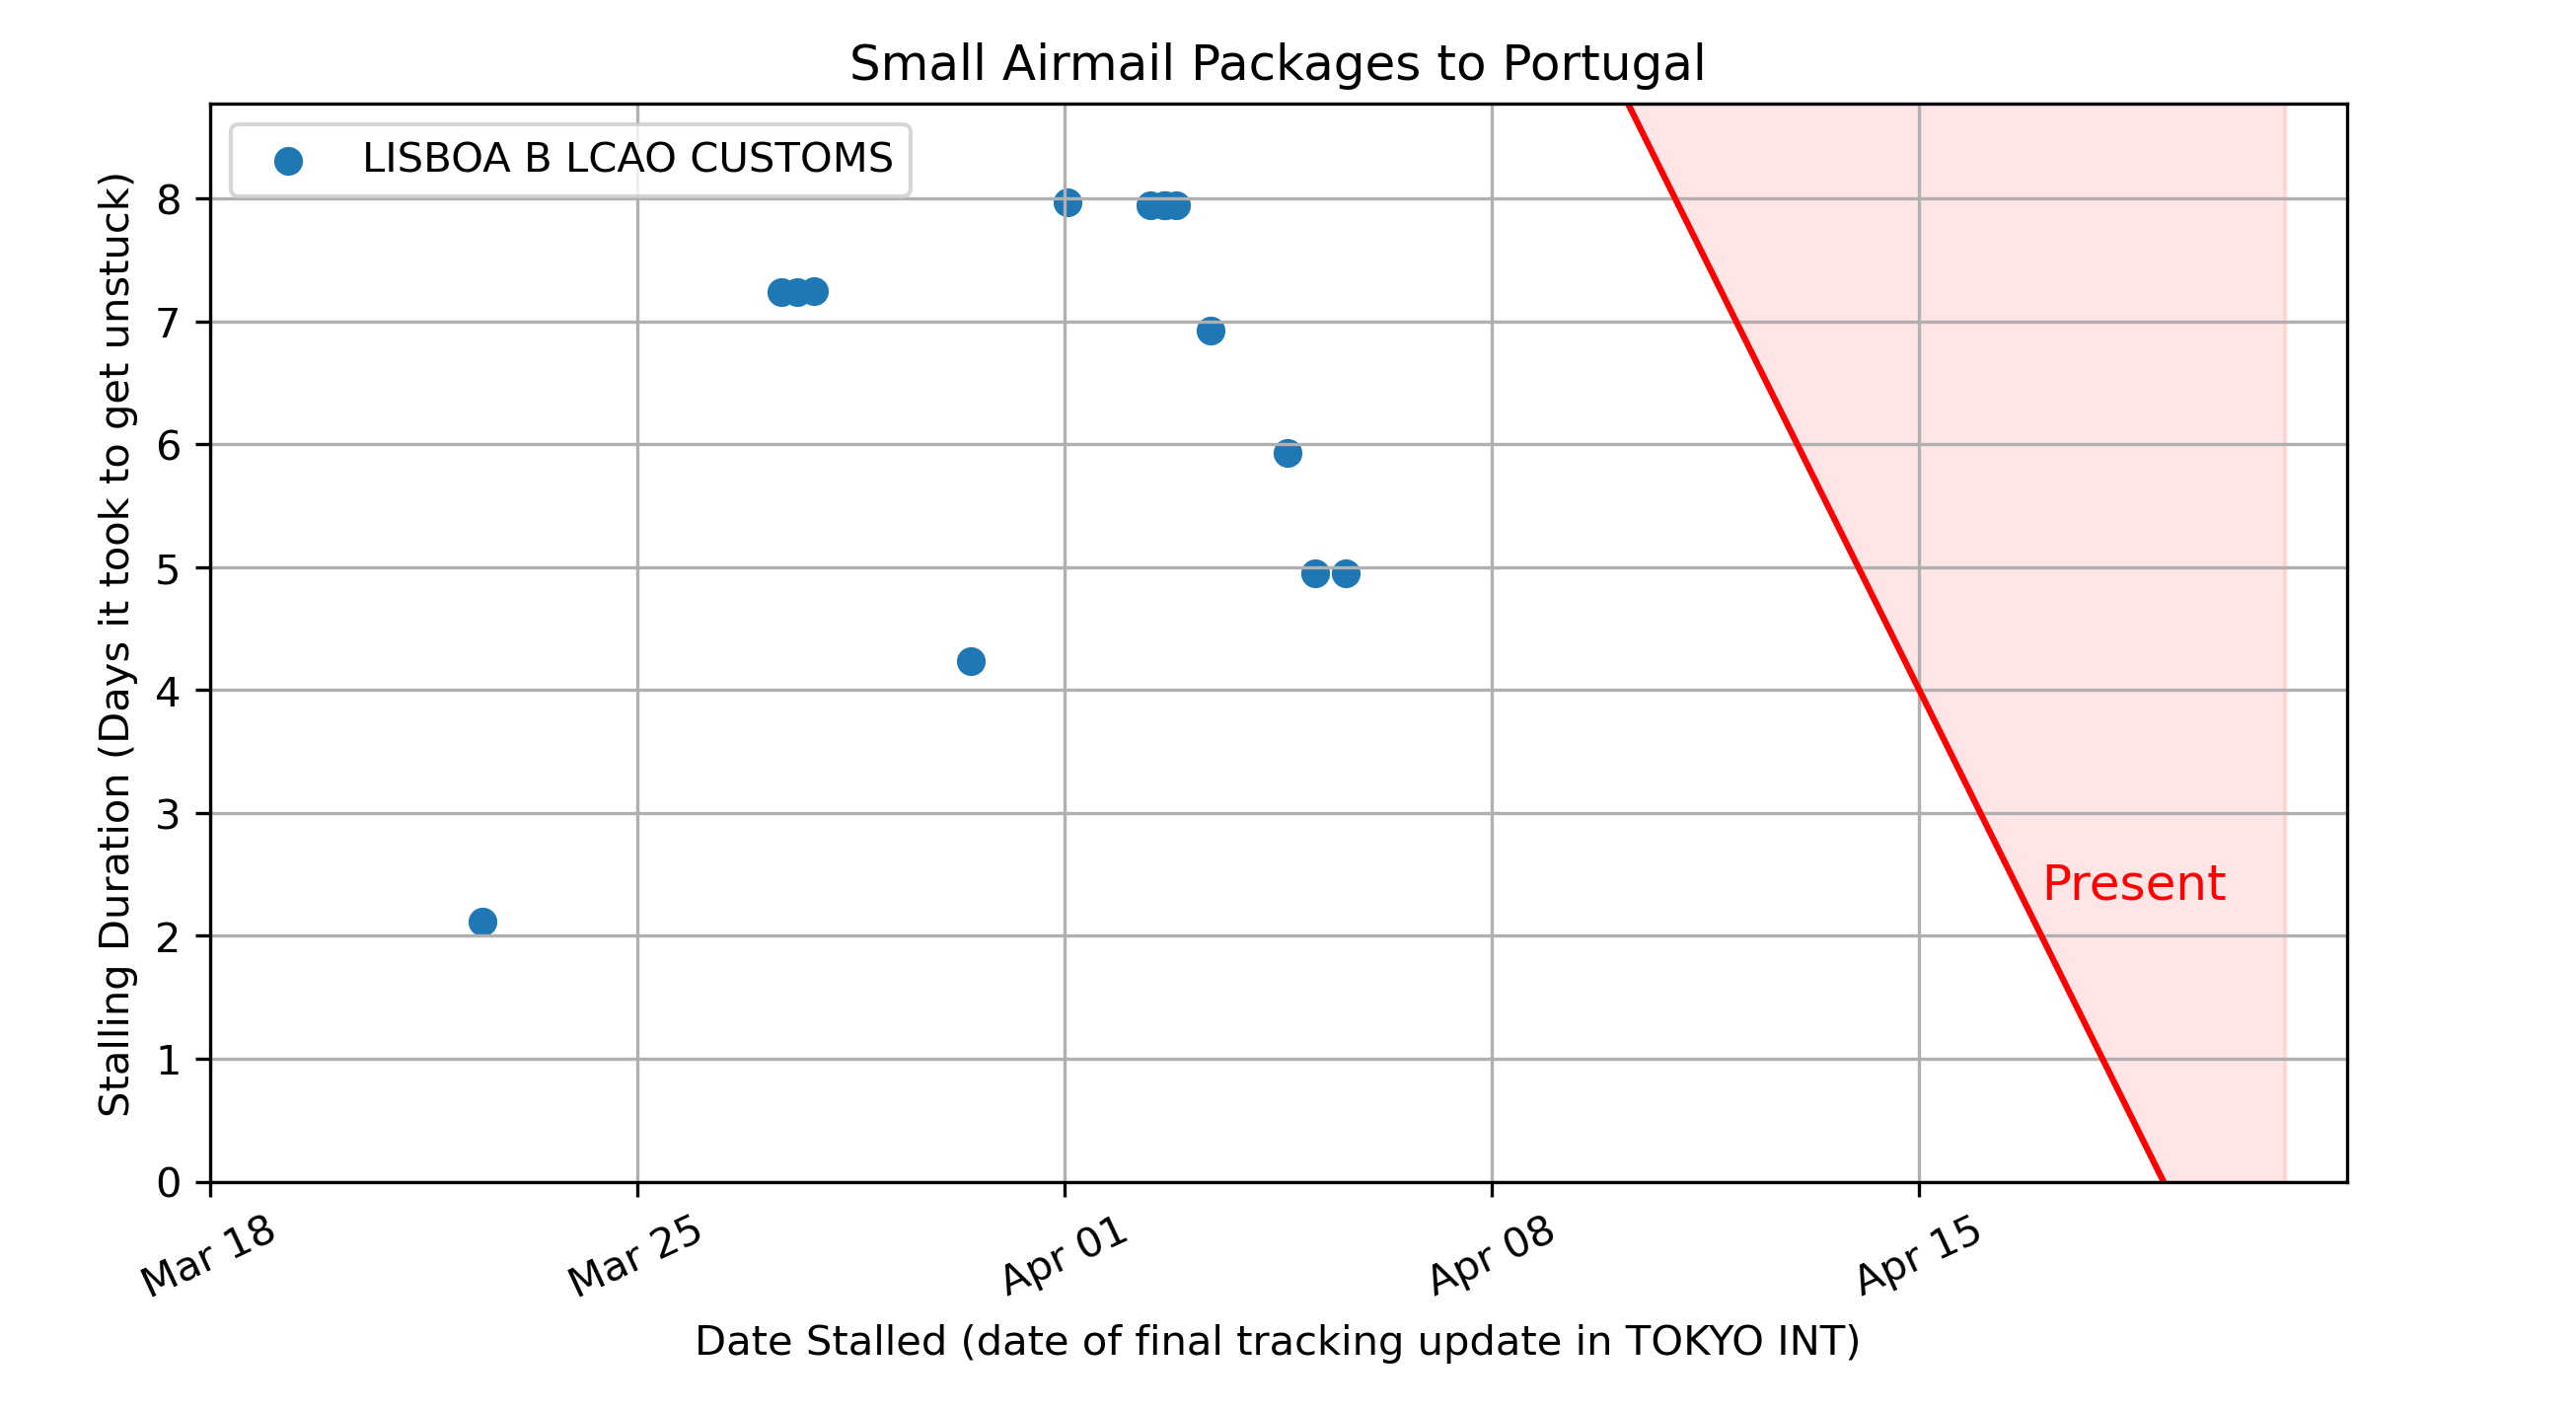 Small Airmail Packages to Portugal
LISBOA B LCAO CUSTOMS
Stalling Duration (Days it took to get unstuck)
8
7
6
5
4
3
2
1
0
Present
Mar 18
Mar 25
Apr 01
Apr 08
Apr 15
Date Stalled (date of final tracking update in TOKYO INT)